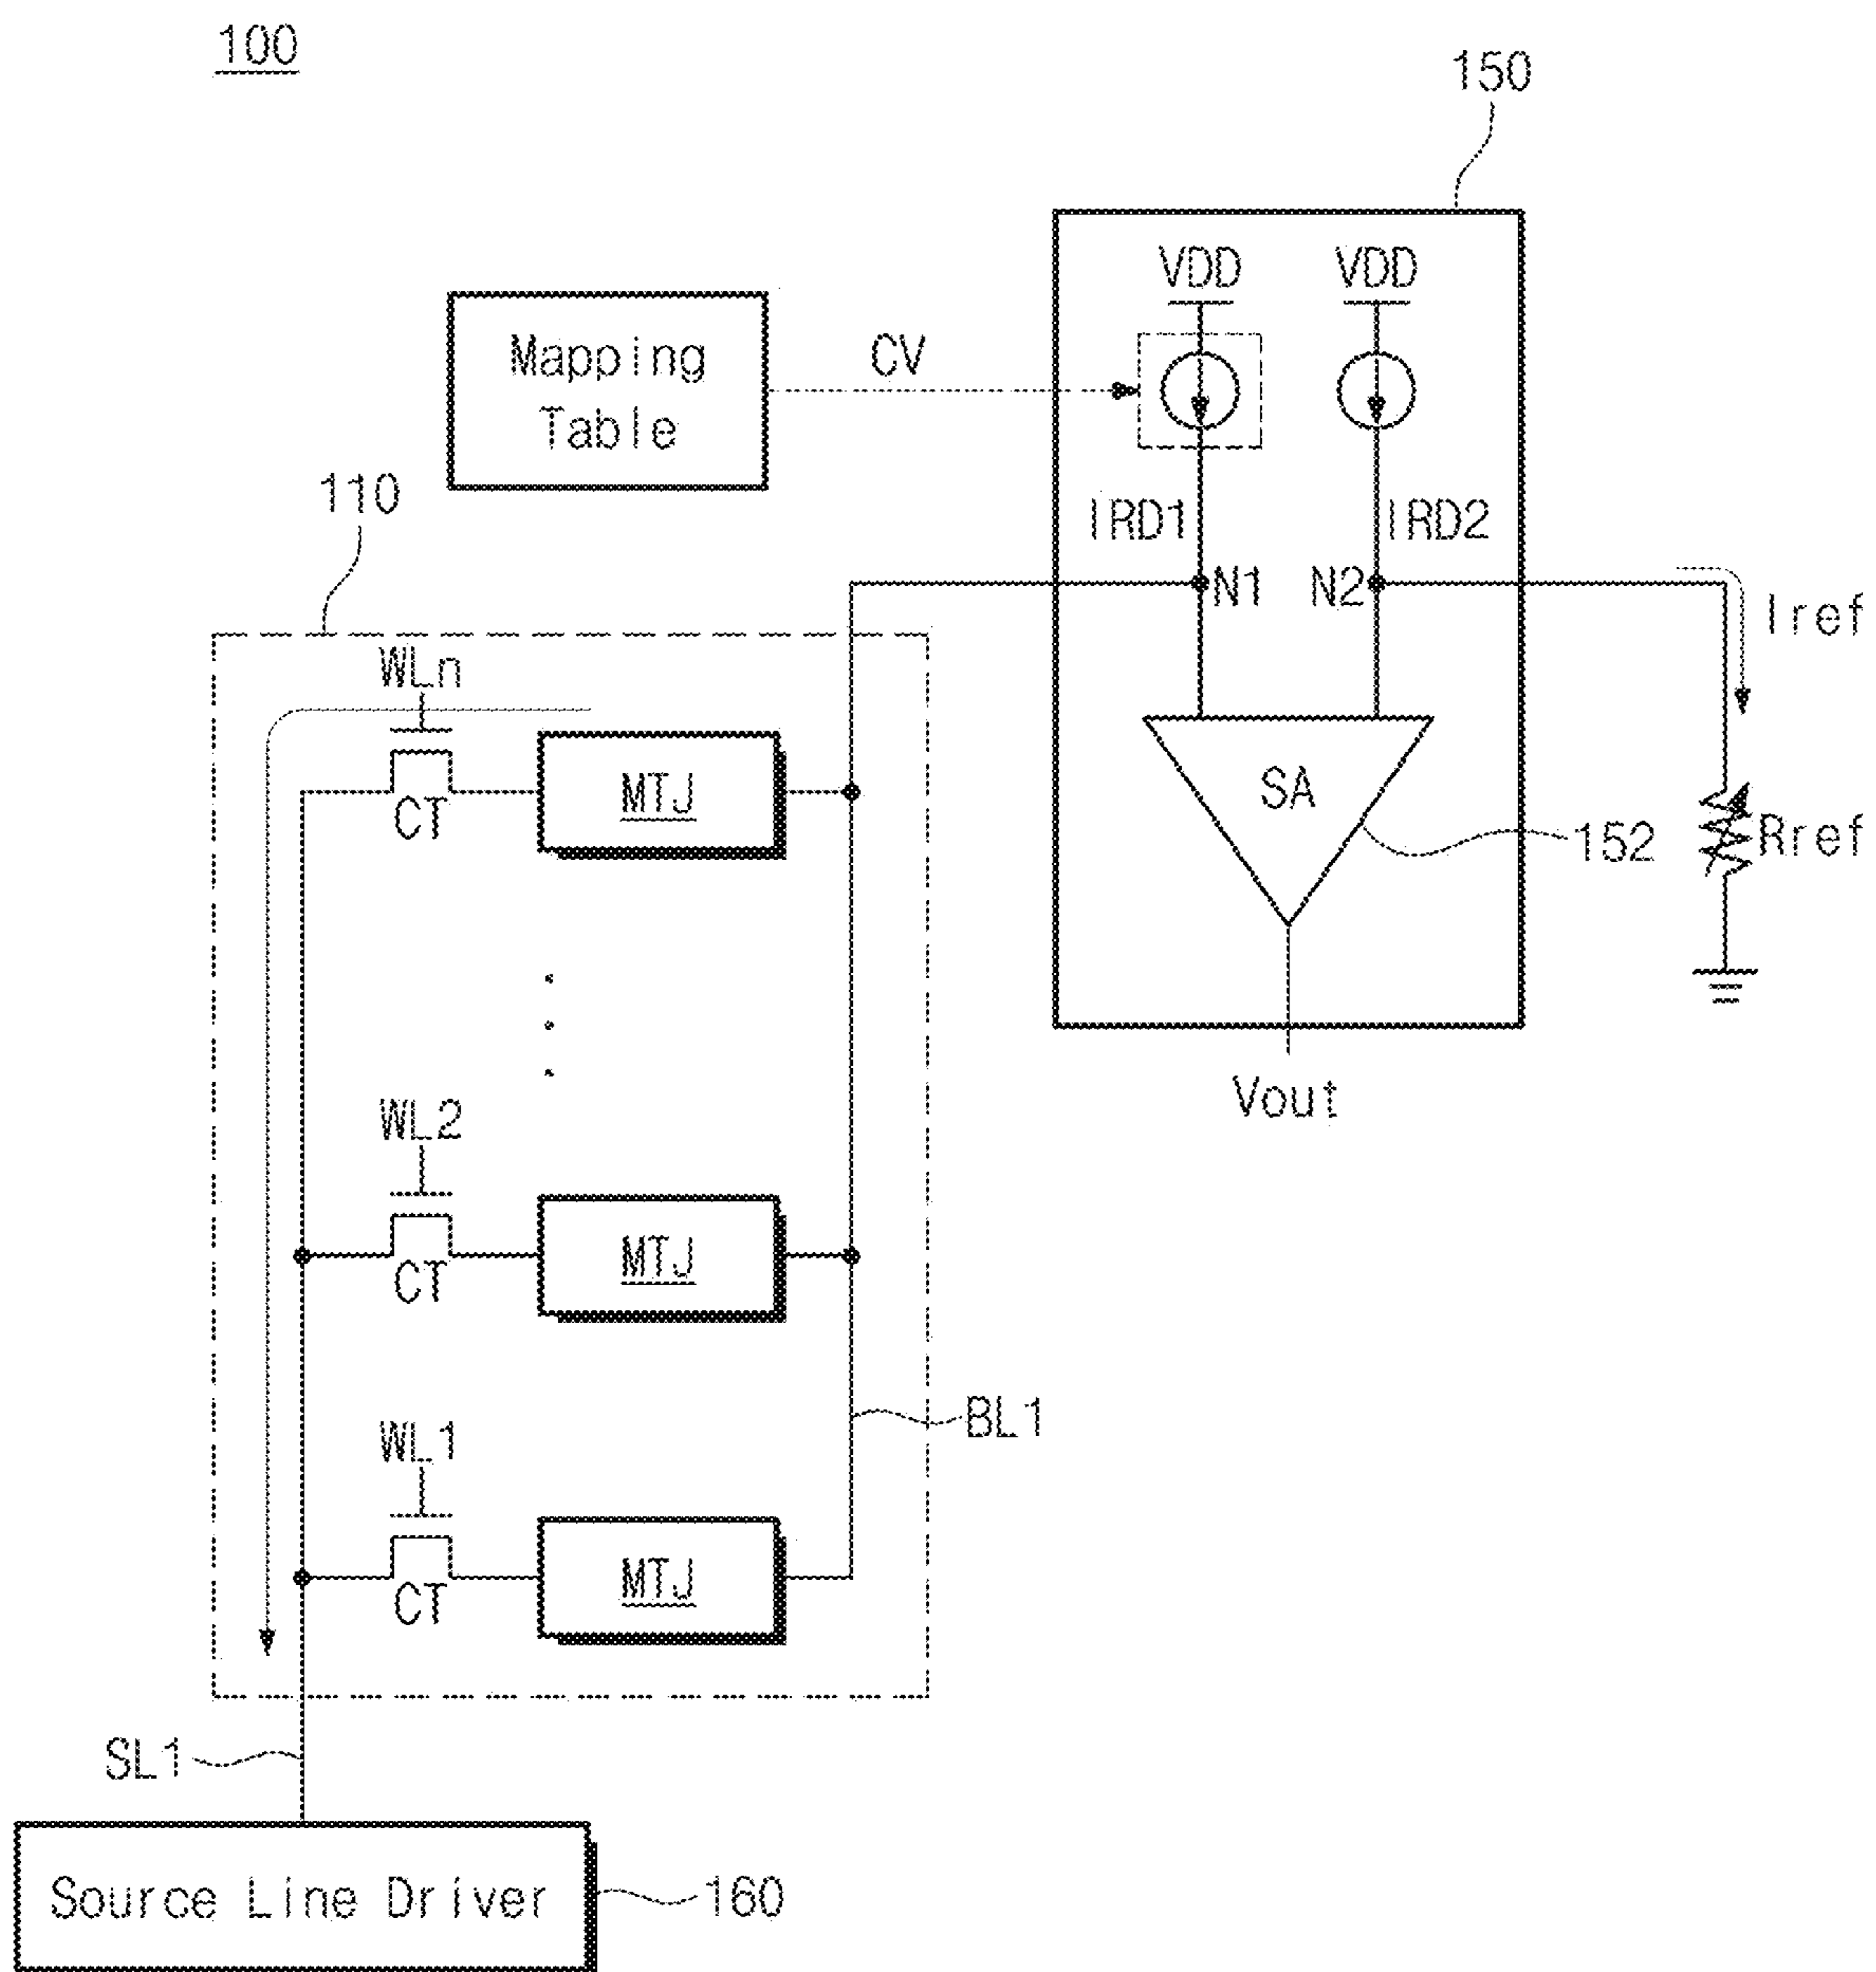 100
150
VDD VDD
Mapping
Table
CV
110
IRD1 IRD2
N1 N2
Iref
WLn
MTJ
CT
SA
152
Rref
Vout
WL2
MTJ
CT
BL1
WL1
MTJ
CT
SL1
Source Line Driver
160